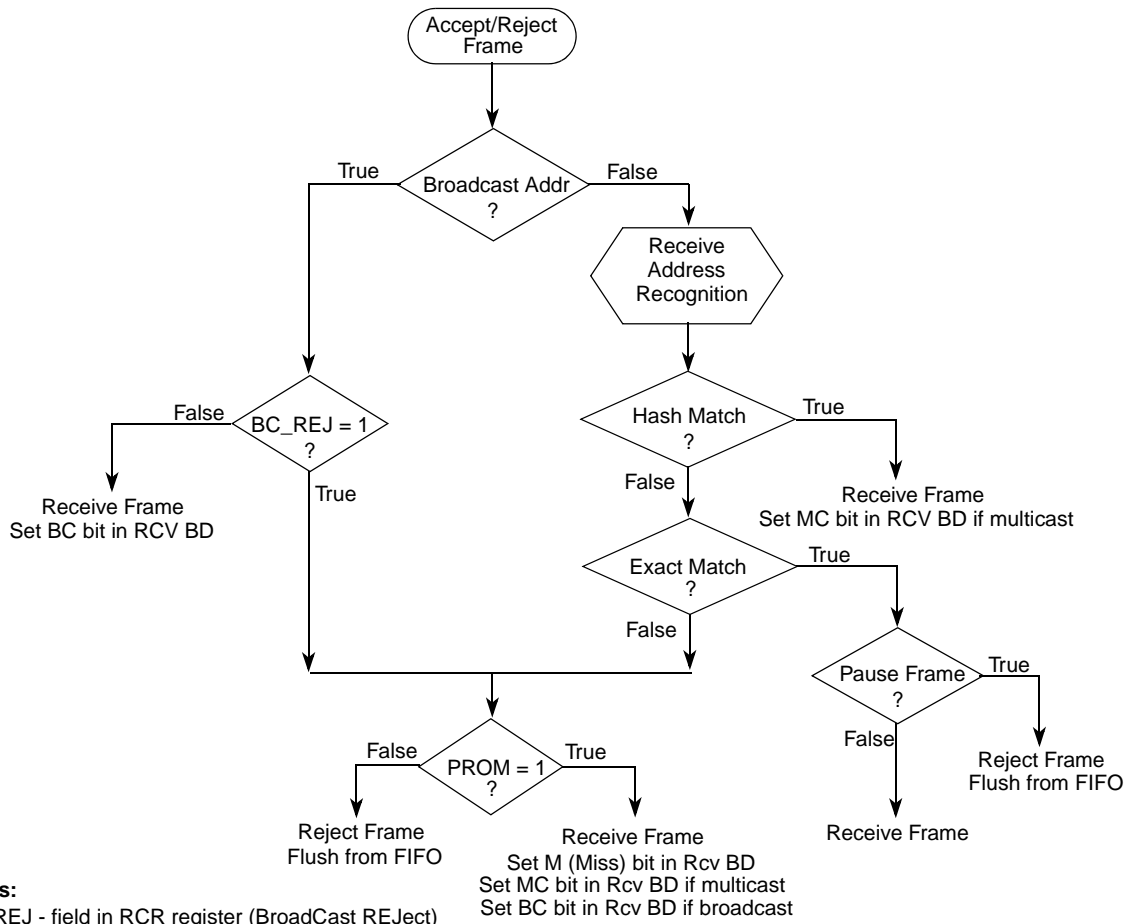 Accept/Reject
Frame
True
False
Broadcast Addr
?
Receive
Address
Recognition
False
BC_REJ = 1
?
True
Hash Match
?
True
False
Receive Frame
Set BC bit in RCV BD
Receive Frame
Set MC bit in RCV BD if multicast
Exact Match
?
True
False
Pause Frame
?
True
False
False
PROM = 1
?
True
Reject Frame
Flush from FIFO
Receive Frame
Reject Frame
Flush from FIFO
Receive Frame
Set M (Miss) bit in Rcv BD
Set MC bit in Rcv BD if multicast
Set BC bit in Rcv BD if broadcast
s:
REJ - field in RCR register (BroadCast REJect)